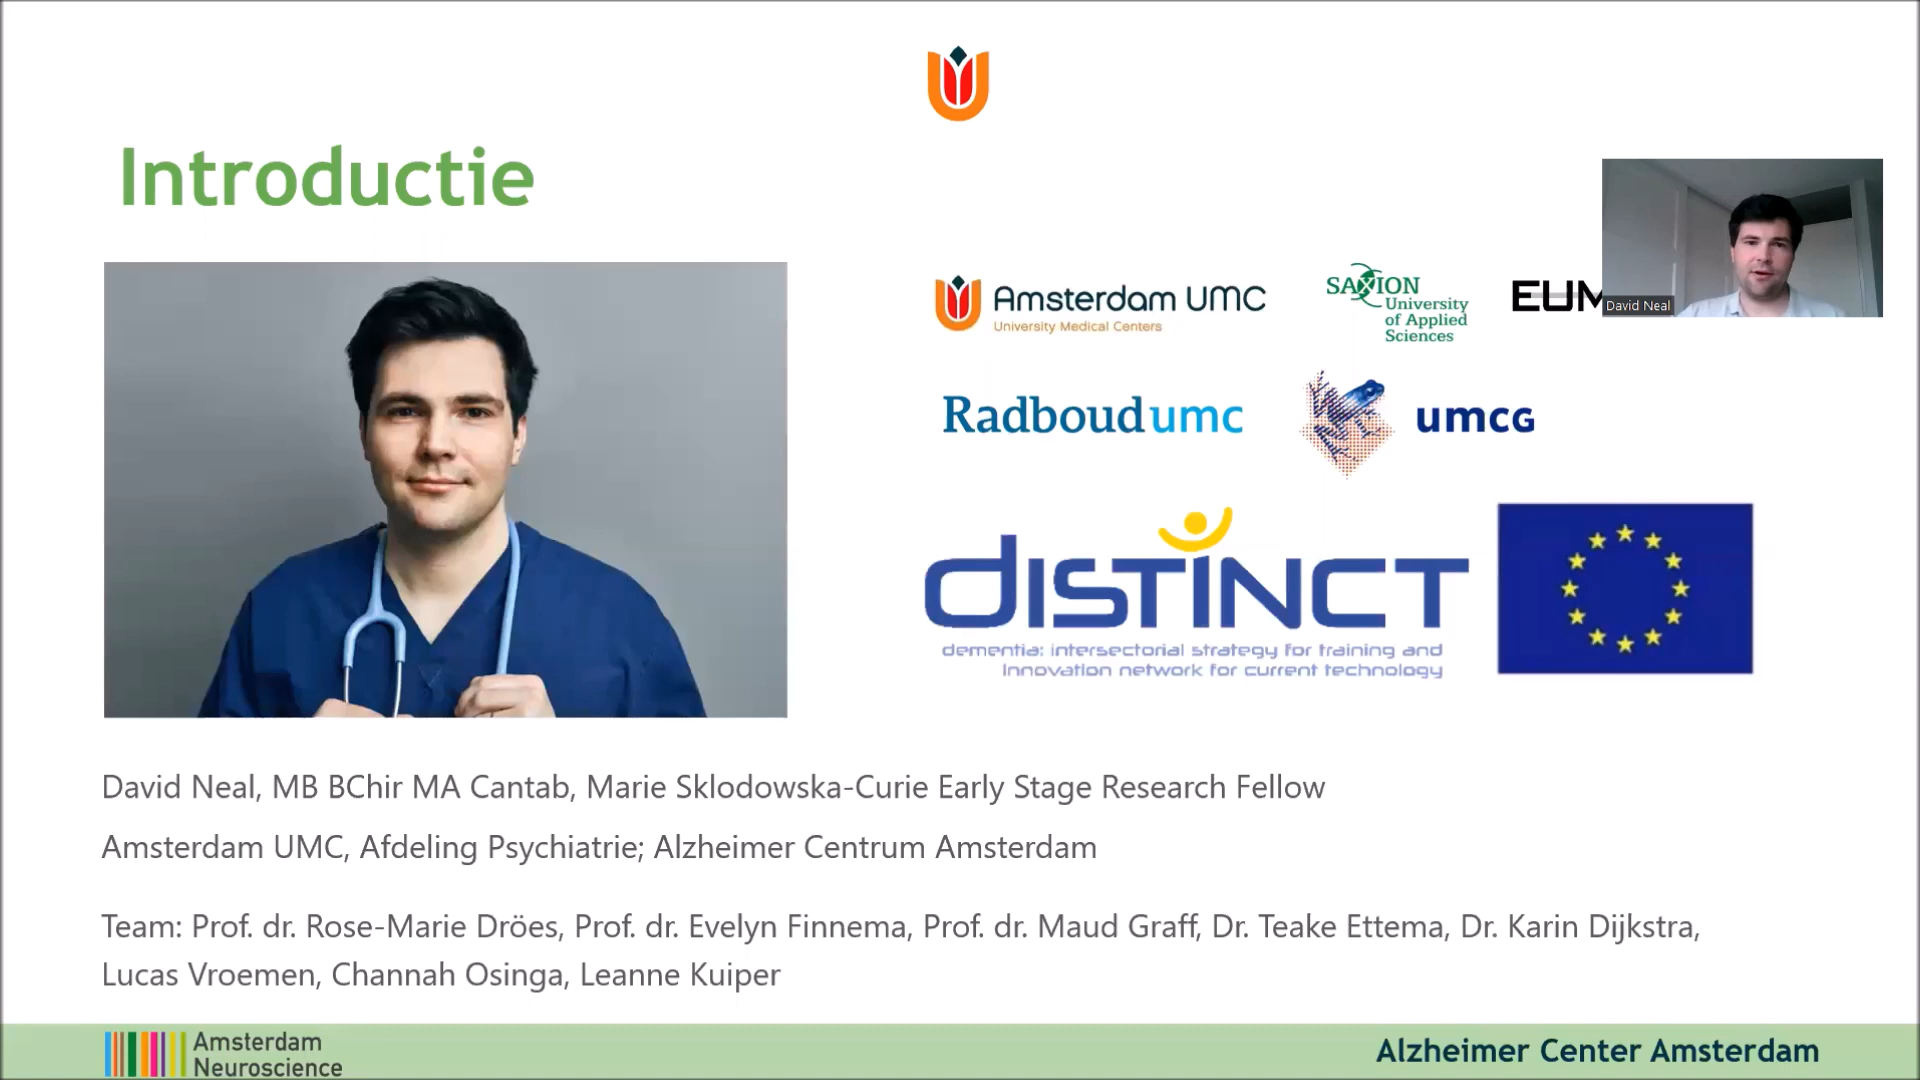 Introductie
Amsterdam UMC
University Medical Centers
SAXION
University
of Applied
Sciences
EUM
David Neal
Radboudumc
umcG
DISTINCT
dementia: intersectorial strategy for training and
innovation network for current technology
David Neal, MB BChir MA Cantab, Marie Sklodowska-Curie Early Stage Research Fellow
Amsterdam UMC, Afdeling Psychiatrie; Alzheimer Centrum Amsterdam
Team: Prof. dr. Rose-Marie Dröes, Prof. dr. Evelyn Finnema, Prof. dr. Maud Graff, Dr. Teake Ettema, Dr. Karin Dijkstra,
Lucas Vroemen, Channah Osinga, Leanne Kuiper
Amsterdam
Neuroscience
Alzheimer Center Amsterdam